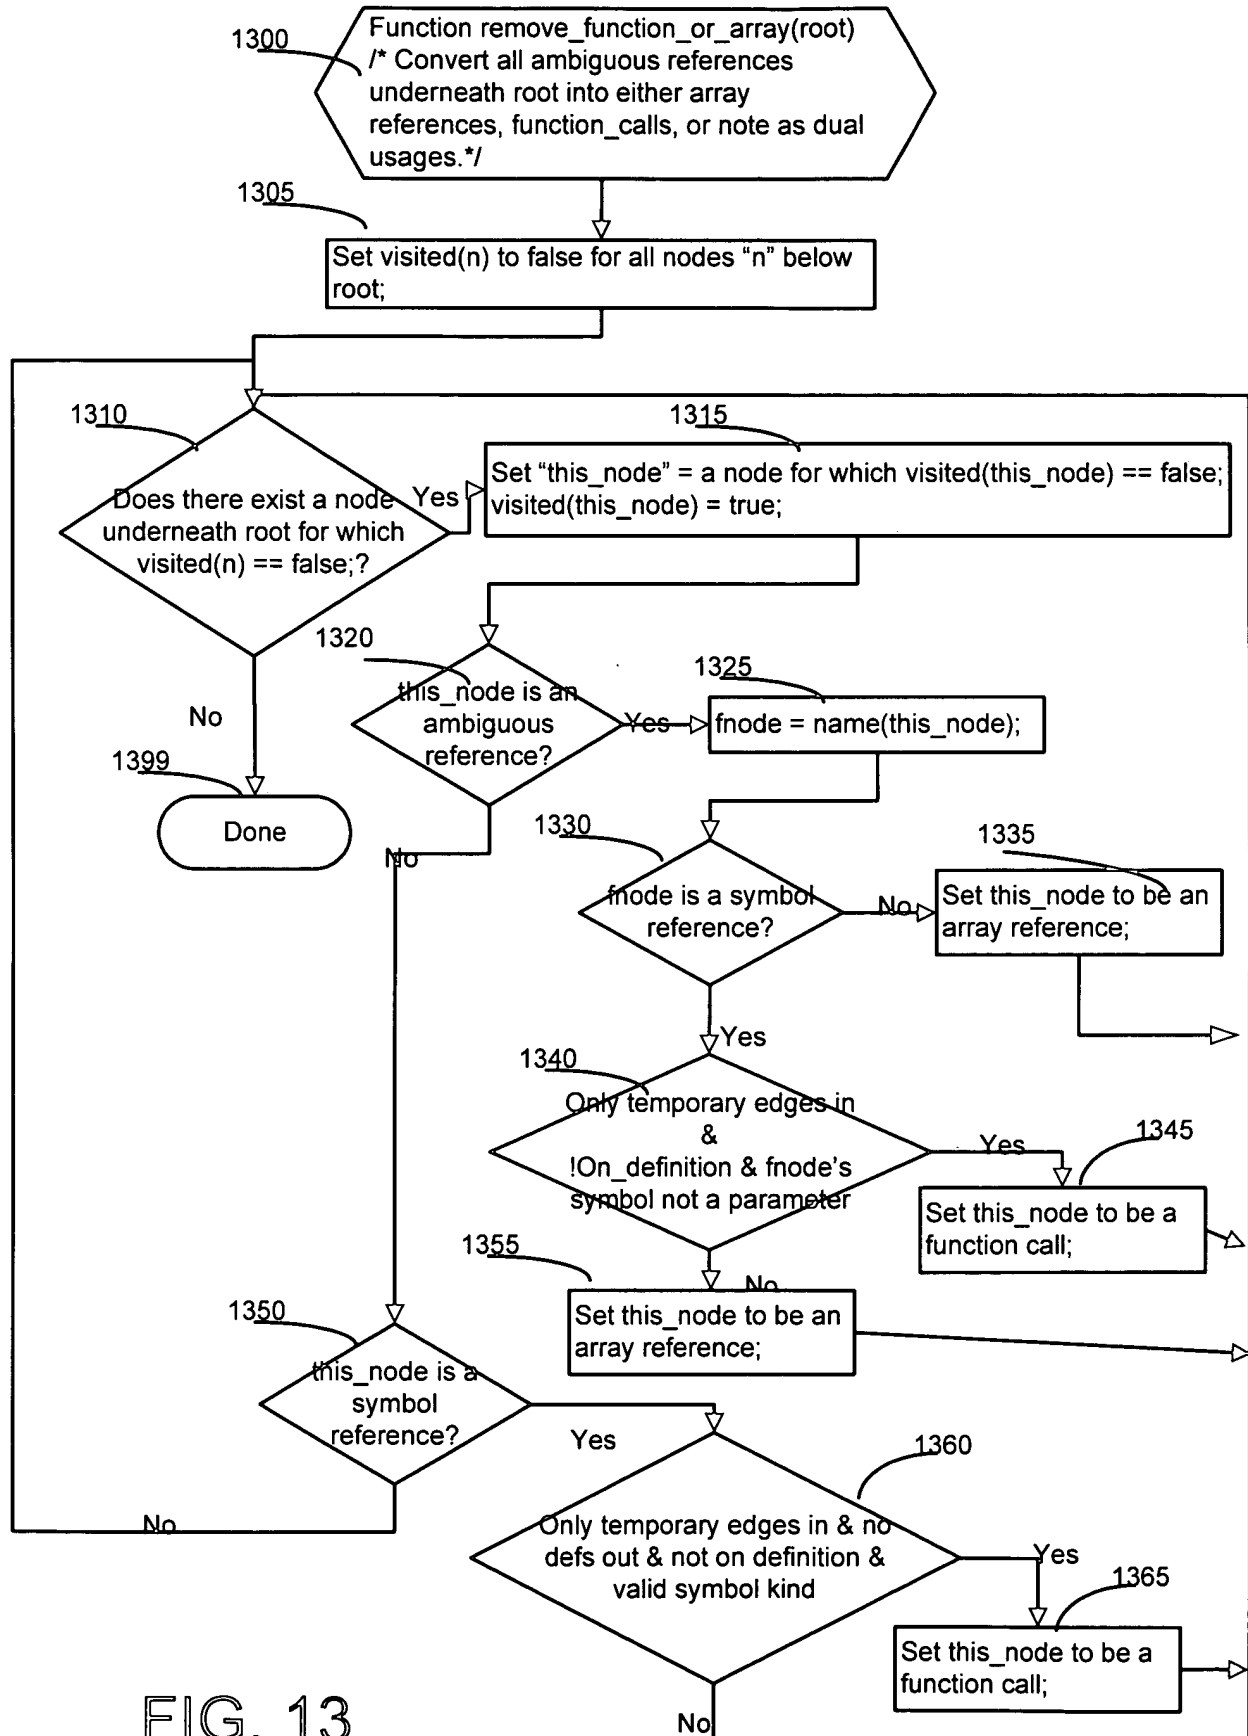 1300
Function remove_function_or_array(root)
/* Convert all ambiguous references
underneath root into either array
references, function_calls, or note as dual
usages.*/
1305
Set visited(n) to false for all nodes “n” below
root;
1310
Does there exist a node
underneath root for which
visited(n) == false;?
Yes
1315
Set “this_node” = a node for which visited(this_node) == false;
visited(this_node) = true;
No
1399
Done
1320
this_node is an
ambiguous
reference?
Yes
1325
fnode = name(this_node);
No
1330
fnode is a symbol
reference?
No
1335
Set this_node to be an
array reference;
Yes
1340
Only temporary edges in
&
!On_definition & fnode's
symbol not a parameter
Yes
1345
Set this_node to be a
function call;
No
1355
Set this_node to be an
array reference;
1350
this_node is a
symbol
reference?
Yes
No
1360
Only temporary edges in & no
defs out & not on definition &
valid symbol kind
Yes
1365
Set this_node to be a
function call;
No
FIG. 13